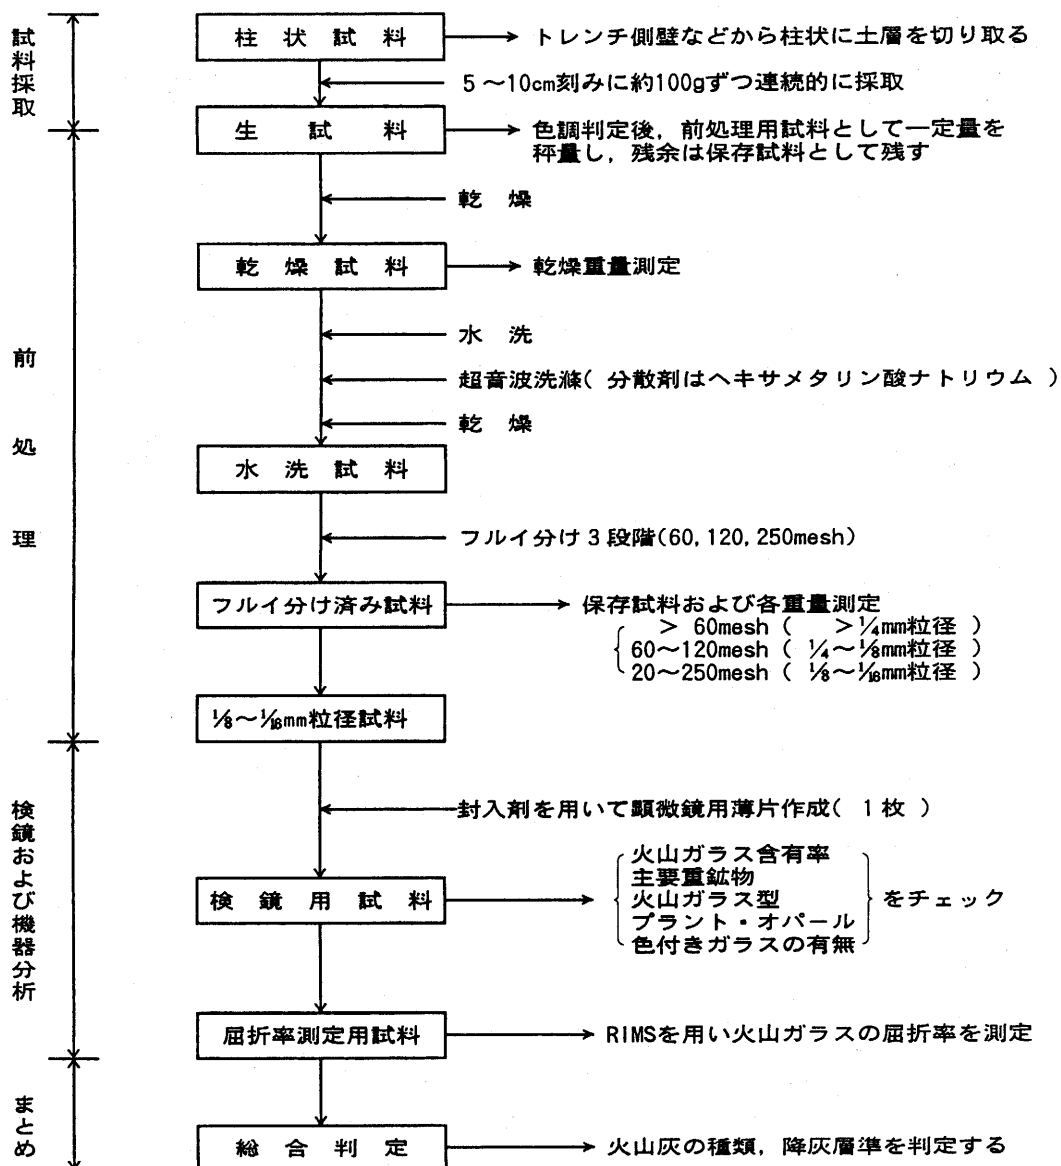 試料採取
柱状試料
トレンチ側壁などから柱状に土層を切り取る
5～10cm刻みに約100gずつ連続的に採取
生試料
色調判定後，前処理用試料として一定量を
秤量し，残余は保存試料として残す
前処理
乾燥
乾燥試料
乾燥重量測定
水洗
超音波洗滌(分散剤はヘキサメタリン酸ナトリウム)
乾燥
水洗試料
フルイ分け3段階(60,120,250mesh)
フルイ分け済み試料
保存試料および各重量測定
> 60mesh ( >1/4mm粒径 )
60～120mesh ( 1/4～1/8mm粒径 )
20～250mesh ( 1/8～1/16mm粒径 )
1/8～1/16mm粒径試料
検鏡および機器分析
封入剤を用いて顕微鏡用薄片作成(1枚)
検鏡用試料
火山ガラス含有率
主要重鉱物
火山ガラス型
プラント・オパール
色付きガラスの有無
をチェック
屈折率測定用試料
RIMSを用い火山ガラスの屈折率を測定
まとめ
総合判定
火山灰の種類，降灰層準を判定する